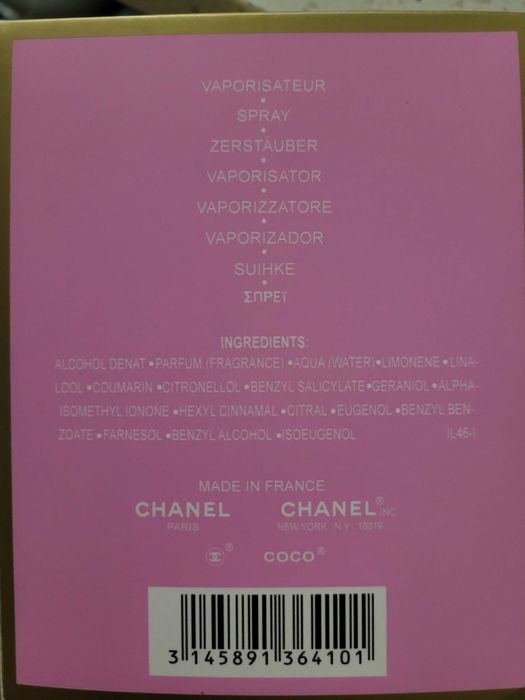 VAPORISATEUR
•
SPRAY
•
ZERSTÄUBER
•
VAPORISATOR
•
VAPORIZZATORE
•
VAPORIZADOR
•
SUIHKE
•
ΣΠΡΕϊ
INGREDIENTS:
ALCOHOL DENAT •PARFUM (FRAGRANCE) •AQUA (WATER)•LIMONENE•LINA-
LOOL •COUMARIN •CITRONELLOL •BENZYL SALICYLATE•GERANIOL•ALPHA-
ISOMETHYL IONONE •HEXYL CINNAMAL •CITRAL •EUGENOL •BENZYL BEN-
ZOATE •FARNESOL •BENZYL ALCOHOL •ISOEUGENOL IL46-I
MADE IN FRANCE
CHANEL CHANEL® INC
PARIS NEW YORK . N.Y . 10019
® COCO®
3 145891 364101